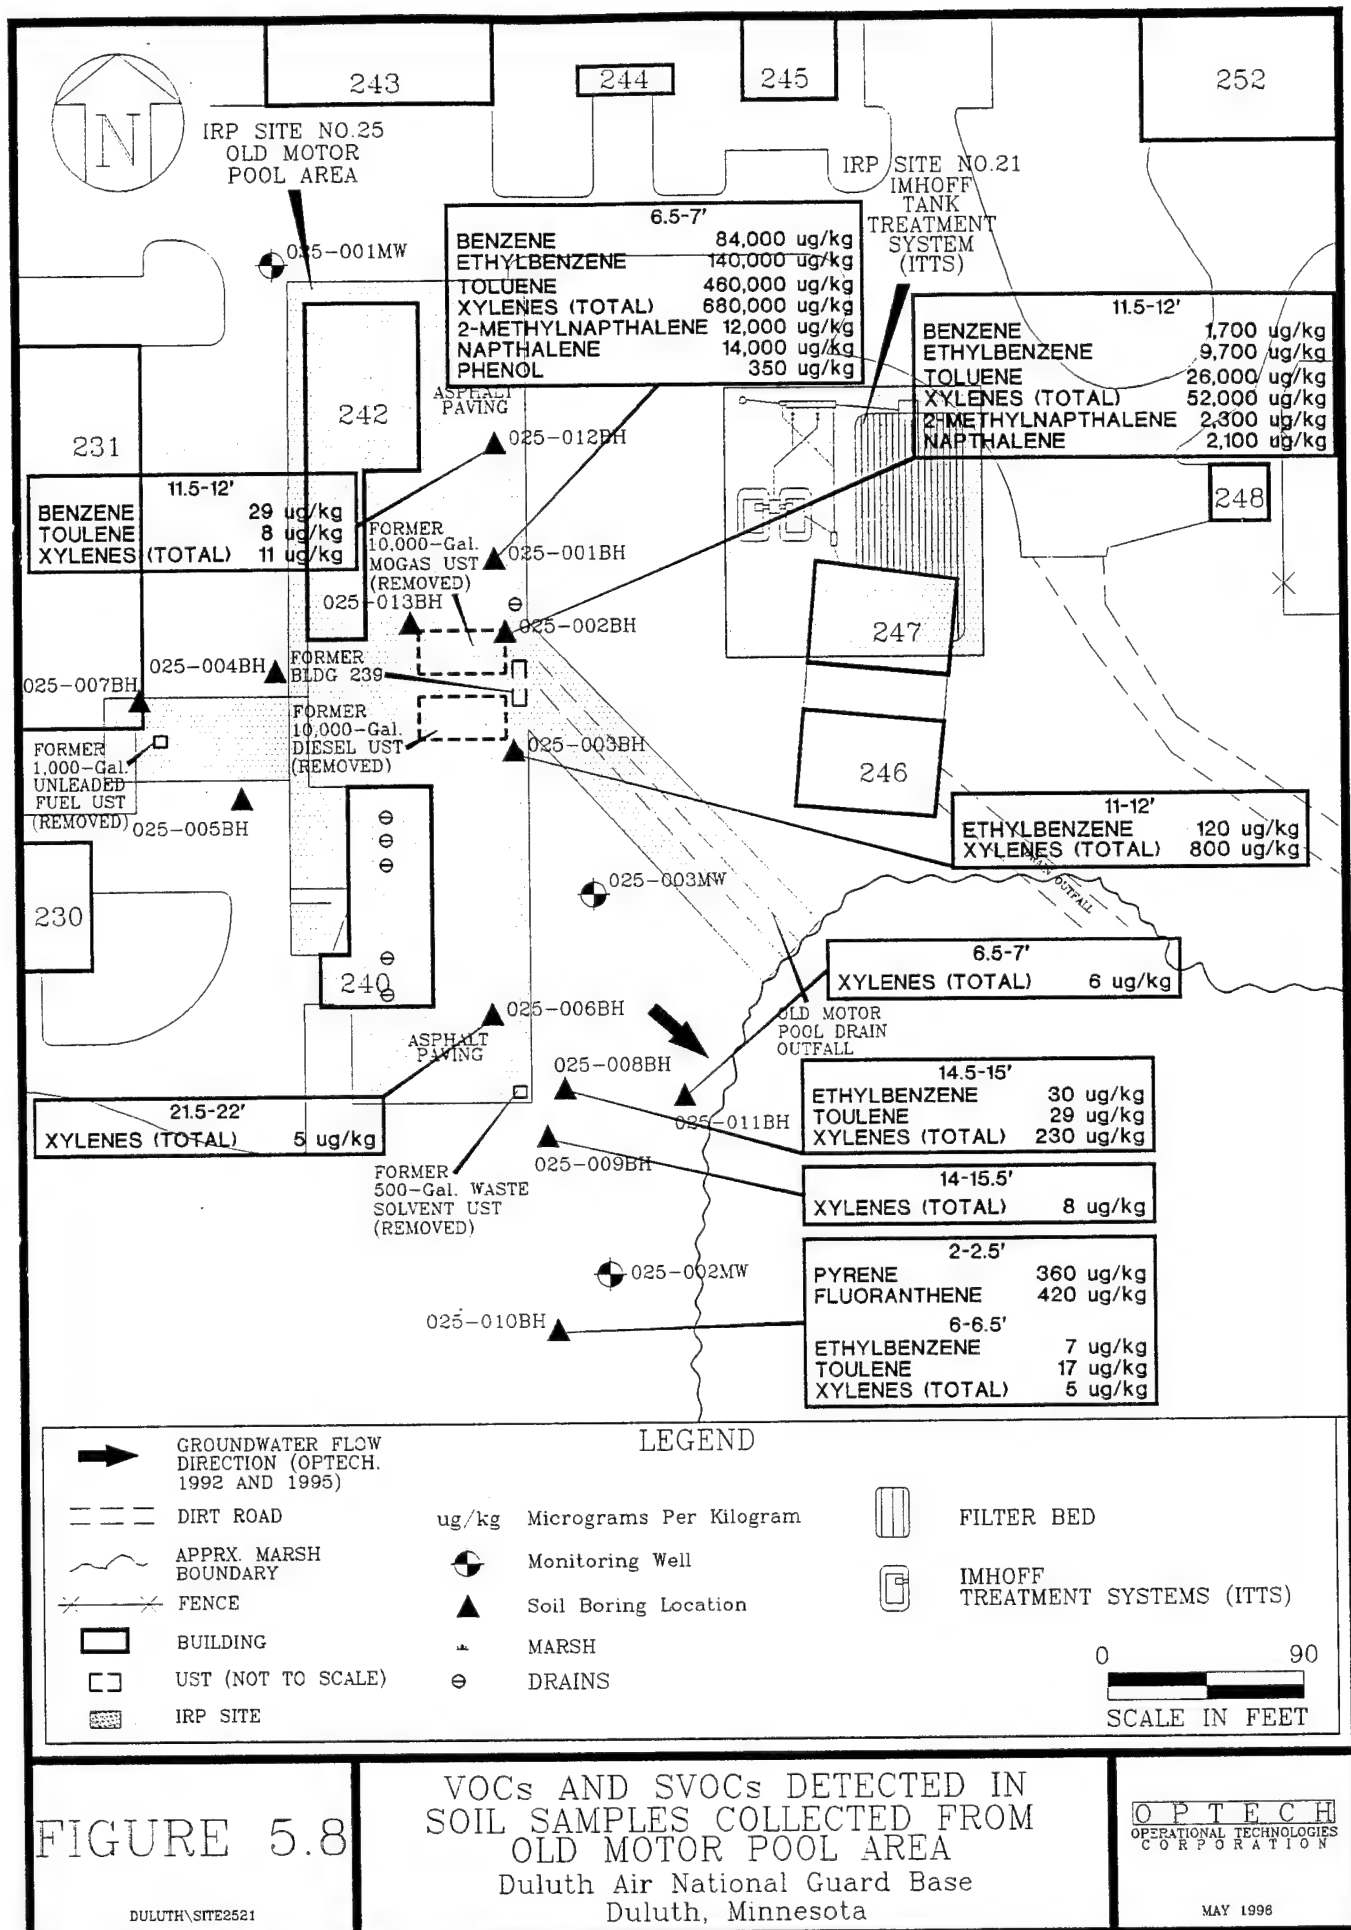 243
244
245
252
N
IRP SITE NO.25
OLD MOTOR
POOL AREA
IRP SITE NO.21
IMHOFF
TANK
TREATMENT
SYSTEM
(ITTS)
025-001MW
6.5-7'
BENZENE 84,000 ug/kg
ETHYLBENZENE 140,000 ug/kg
TOLUENE 460,000 ug/kg
XYLENES (TOTAL) 680,000 ug/kg
2-METHYLNAPTHALENE 12,000 ug/kg
NAPTHALENE 14,000 ug/kg
PHENOL 350 ug/kg
11.5-12'
BENZENE 1,700 ug/kg
ETHYLBENZENE 9,700 ug/kg
TOLUENE 26,000 ug/kg
XYLENES (TOTAL) 52,000 ug/kg
2-METHYLNAPTHALENE 2,300 ug/kg
NAPTHALENE 2,100 ug/kg
ASPHALT
PAVING
242
231
025-012BH
248
11.5-12'
BENZENE 29 ug/kg
TOULENE 8 ug/kg
XYLENES (TOTAL) 11 ug/kg
FORMER
10,000-Gal.
MOGAS UST
(REMOVED)
025-001BH
025-013BH
025-002BH
247
025-004BH
FORMER
BLDG 239
025-007BH
FORMER
10,000-Gal.
DIESEL UST
(REMOVED)
025-003BH
FORMER
1,000-Gal.
UNLEADED
FUEL UST
(REMOVED)
025-005BH
246
11-12'
ETHYLBENZENE 120 ug/kg
XYLENES (TOTAL) 800 ug/kg
OUTFALL
025-003MW
230
240
6.5-7'
XYLENES (TOTAL) 6 ug/kg
025-006BH
ASPHALT
PAVING
OLD MOTOR
POOL DRAIN
OUTFALL
025-008BH
025-011BH
14.5-15'
ETHYLBENZENE 30 ug/kg
TOULENE 29 ug/kg
XYLENES (TOTAL) 230 ug/kg
21.5-22'
XYLENES (TOTAL) 5 ug/kg
025-009BH
FORMER
500-Gal. WASTE
SOLVENT UST
(REMOVED)
14-15.5'
XYLENES (TOTAL) 8 ug/kg
025-002MW
025-010BH
2-2.5'
PYRENE 360 ug/kg
FLUORANTHENE 420 ug/kg
6-6.5'
ETHYLBENZENE 7 ug/kg
TOULENE 17 ug/kg
XYLENES (TOTAL) 5 ug/kg
LEGEND
GROUNDWATER FLOW
DIRECTION (OPTECH.
1992 AND 1995)
DIRT ROAD
APPRX. MARSH
BOUNDARY
FENCE
BUILDING
UST (NOT TO SCALE)
IRP SITE
ug/kg Micrograms Per Kilogram
Monitoring Well
Soil Boring Location
MARSH
DRAINS
FILTER BED
IMHOFF
TREATMENT SYSTEMS (ITTS)
0 90
SCALE IN FEET
FIGURE 5.8
DULUTH\SITE2521
VOCs AND SVOCs DETECTED IN
SOIL SAMPLES COLLECTED FROM
OLD MOTOR POOL AREA
Duluth Air National Guard Base
Duluth, Minnesota
OPTECH
OPERATIONAL TECHNOLOGIES
CORPORATION
MAY 1996